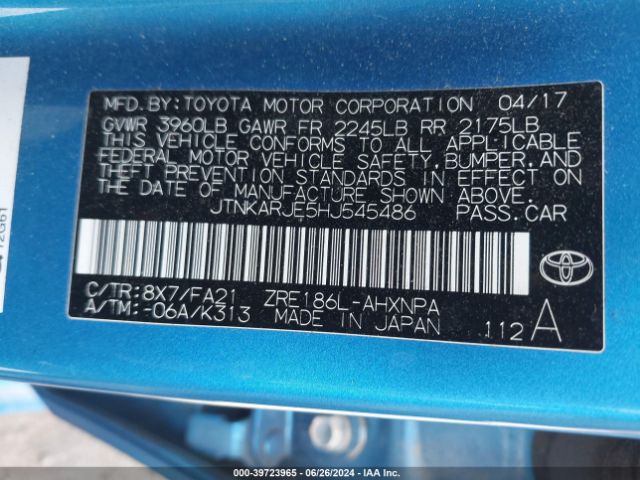 MFD. BY: TOYOTA MOTOR CORPORATION 04/17
GVWR 3960LB GAWR FR 2245LB RR 2175LB
THIS VEHICLE CONFORMS TO ALL APPLICABLE
FEDERAL MOTOR VEHICLE SAFETY, BUMPER, AND
THEFT PREVENTION STANDARDS IN EFFECT ON
THE DATE OF MANUFACTURE SHOWN ABOVE.
JTNKARJE5HJ545486 PASS. CAR
C/TR: 8X7/FA21 ZRE186L-AHXNPA
A/TM: -06A/K313 MADE IN JAPAN 112 A
12G61
000-39723965 | 06/26/2024 | IAA Inc.